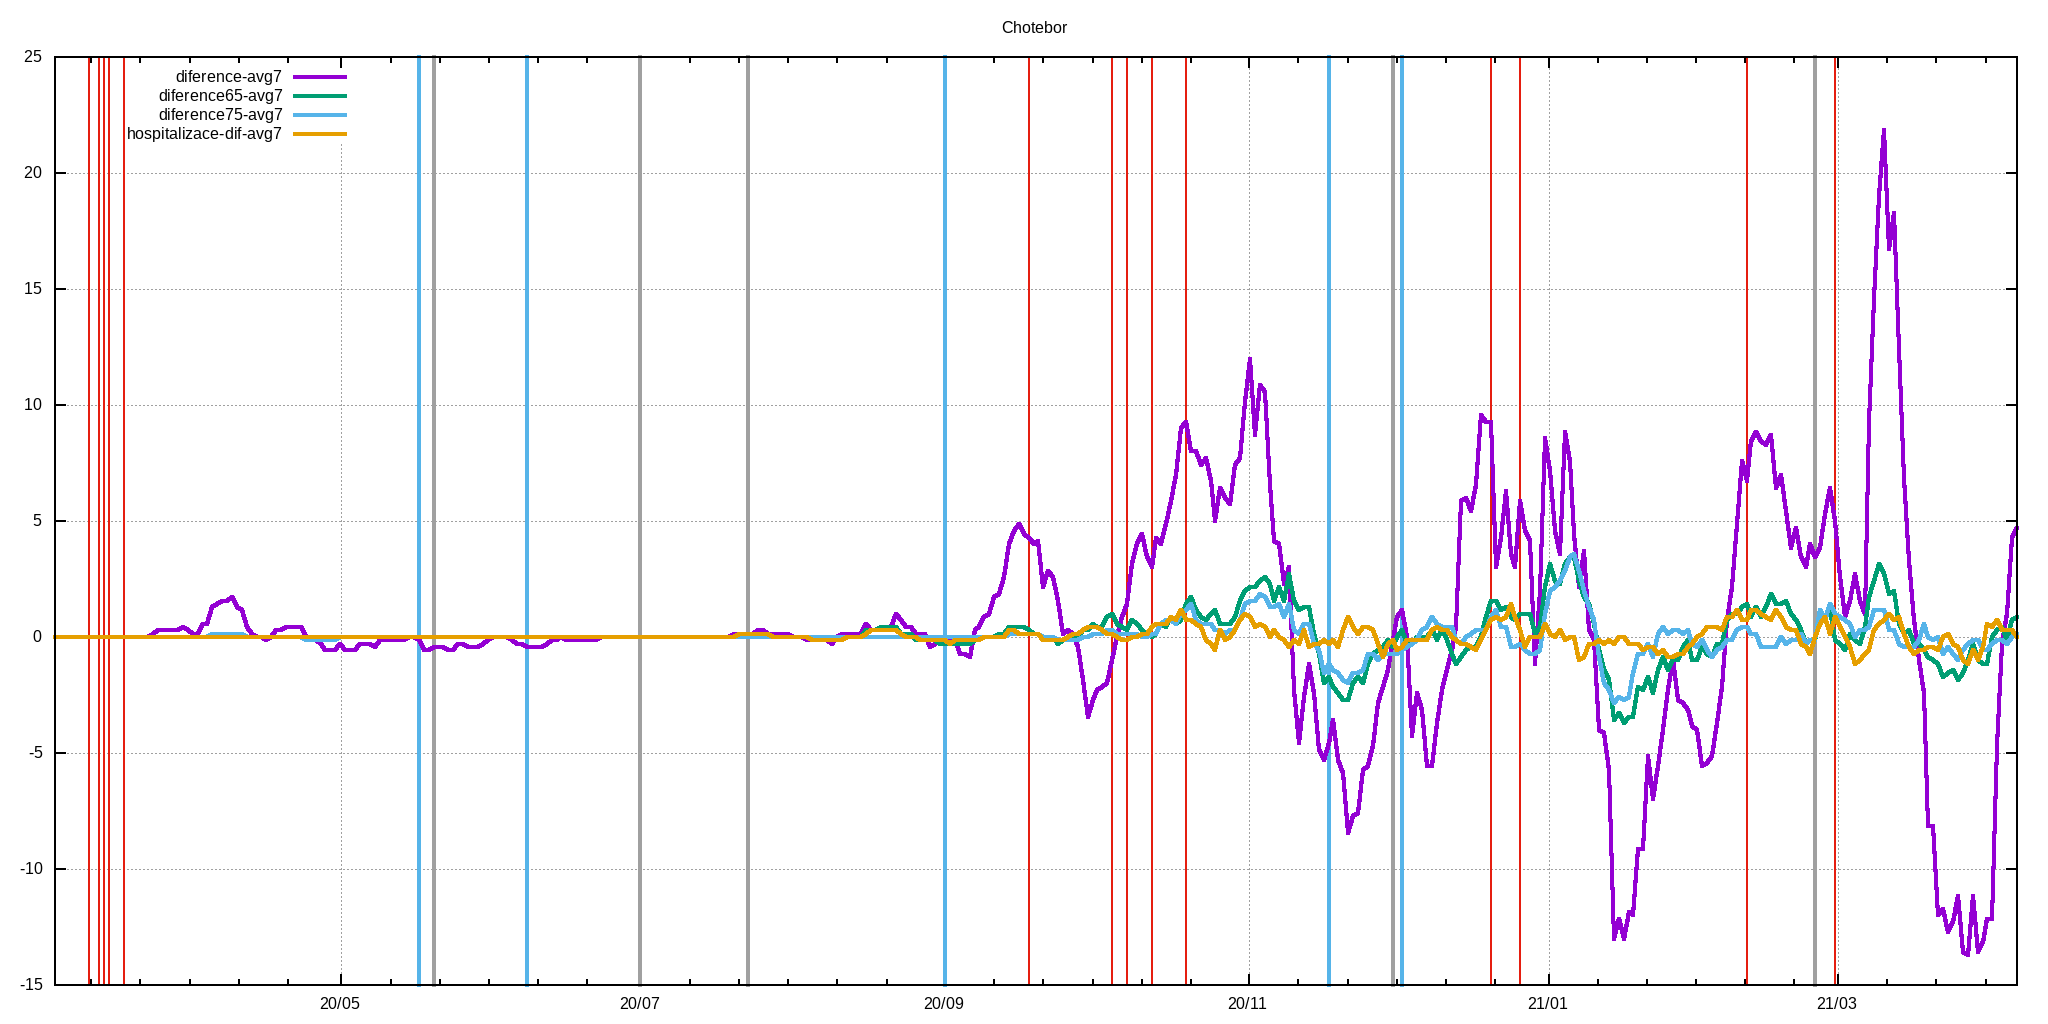 Chotebor
25
diference-avg7
diference65-avg7
diference75-avg7
hospitalizace-dif-avg7
20
15
10
5
0
-5
-10
-15
20/05 20/07 20/09 20/11 21/01 21/03